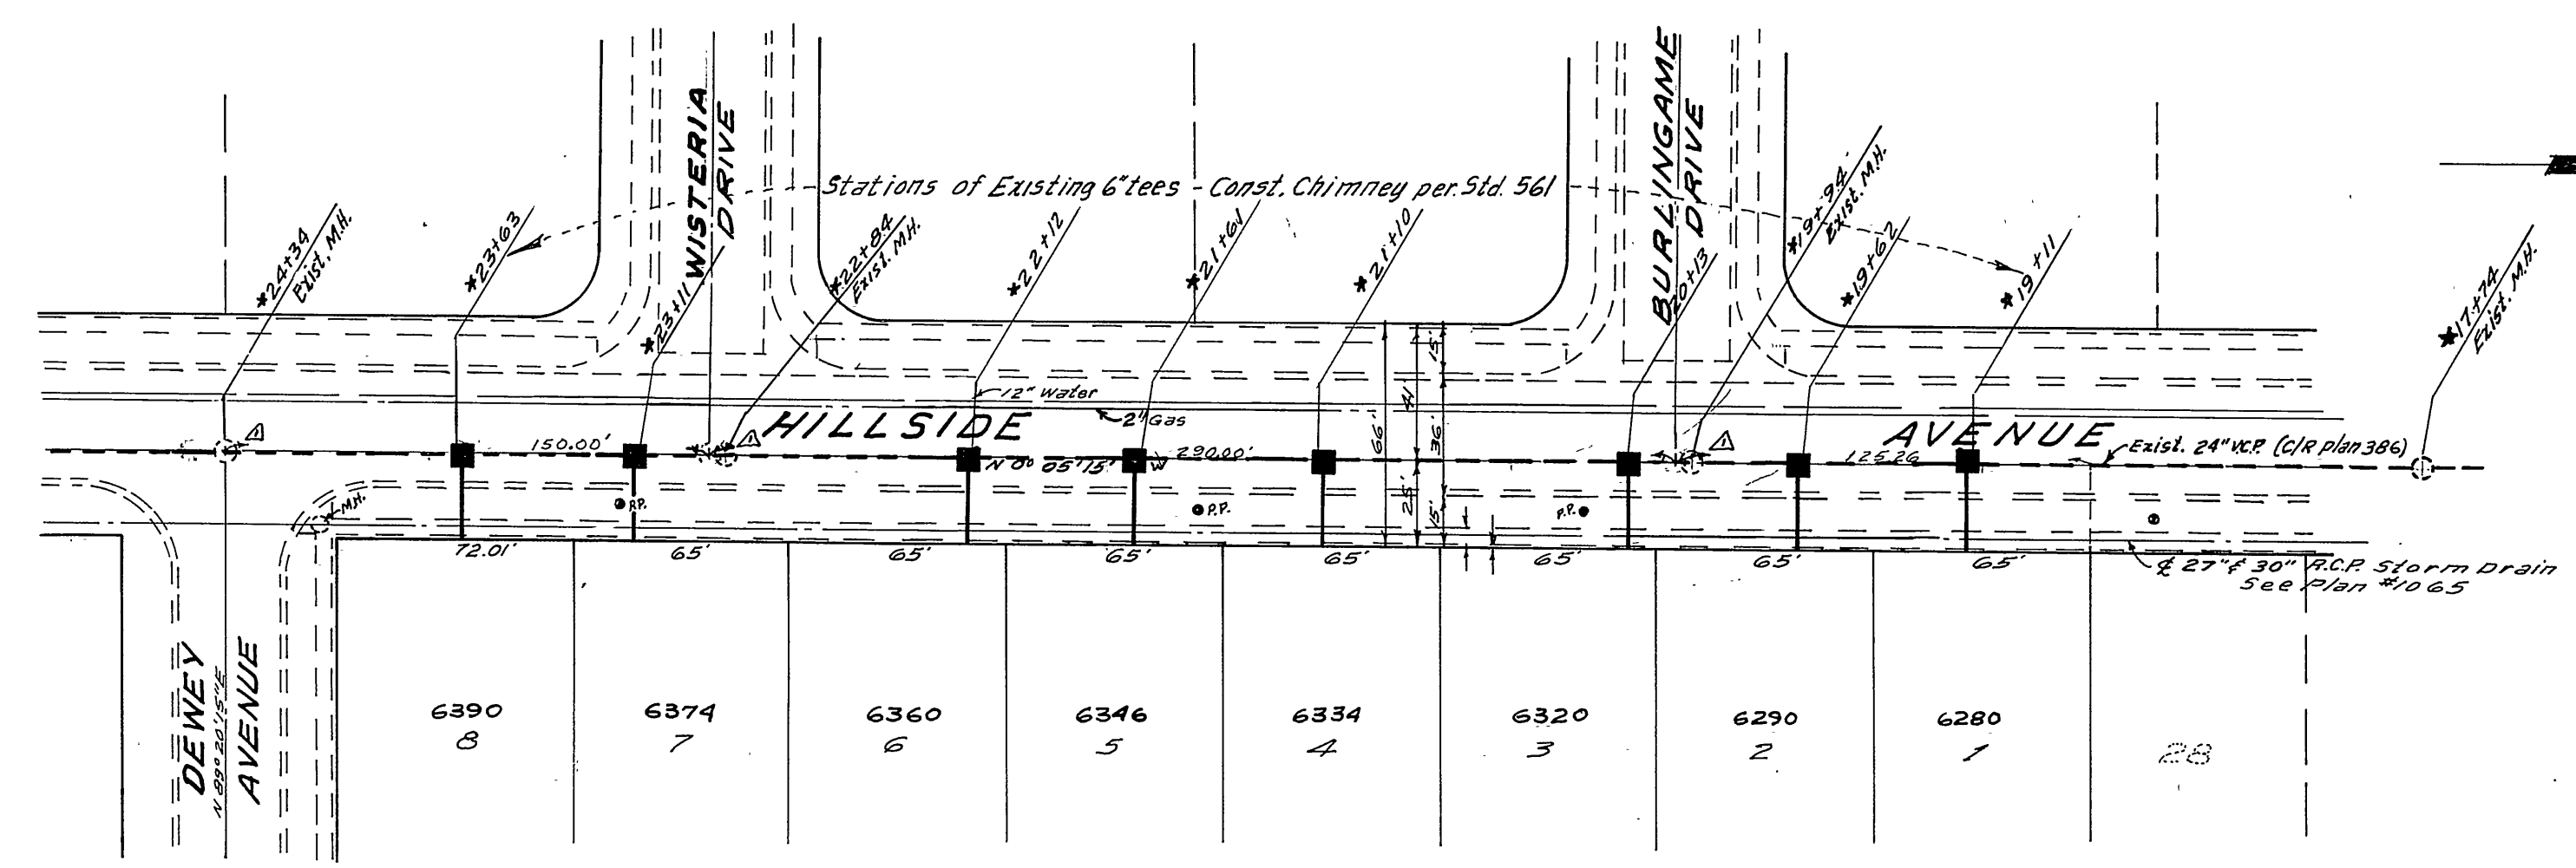 WISTERIA
DRIVE
BURLINGAME
DRIVE
Stations of Existing 6" tees - Const. Chimney per. Std. 561
*24+34
Exist. M.H.
*23+63
*23+11
*22+84
Exist. M.H.
*22+12
*21+61
*21+10
*20+13
*19+94
Exist. M.H.
*19+62
*19+11
*17+74
Exist. M.H.
12" Water
2" Gas
HILLSIDE
AVENUE
15'
41'
66'
36'
25'
15'
150.00'
N 0° 05' 15"
290.00'
125.26
Exist. 24" V.C.P. (C/R plan 386)
M.H.
P.P.
P.P.
P.P.
72.01'
65'
65'
65'
65'
65'
65'
65'
℄ 27" & 30" R.C.P. Storm Drain
See Plan #1065
DEWEY
N 89° 20' 15" E
AVENUE
6390
8
6374
7
6360
6
6346
5
6334
4
6320
3
6290
2
6280
1
28